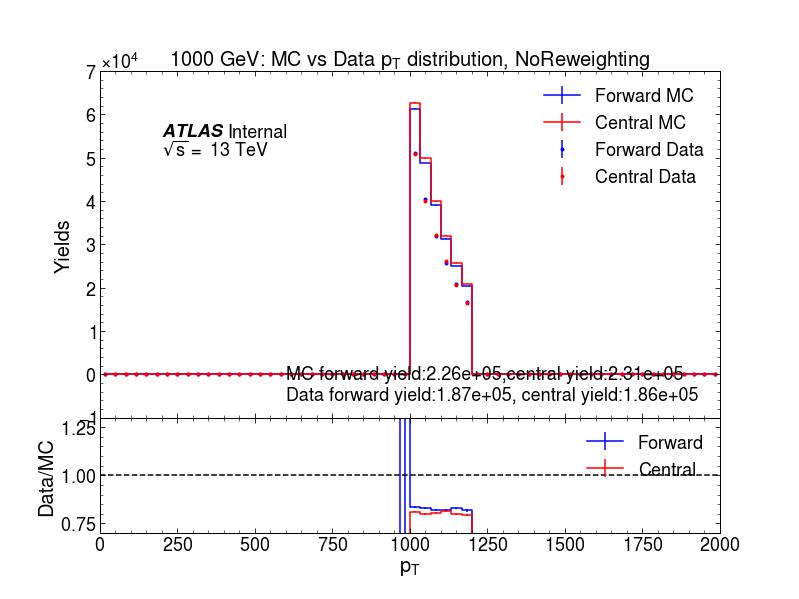 ×10⁴ 1000 GeV: MC vs Data p_T distribution, NoReweighting
7
6
5
4
3
2
1
0
−1
Yields
ATLAS Internal
√s = 13 TeV
Forward MC
Central MC
Forward Data
Central Data
MC forward yield:2.26e+05,central yield:2.31e+05
Data forward yield:1.87e+05, central yield:1.86e+05
1.25
1.00
0.75
Data/MC
Forward
Central
0 250 500 750 1000 1250 1500 1750 2000
p_T